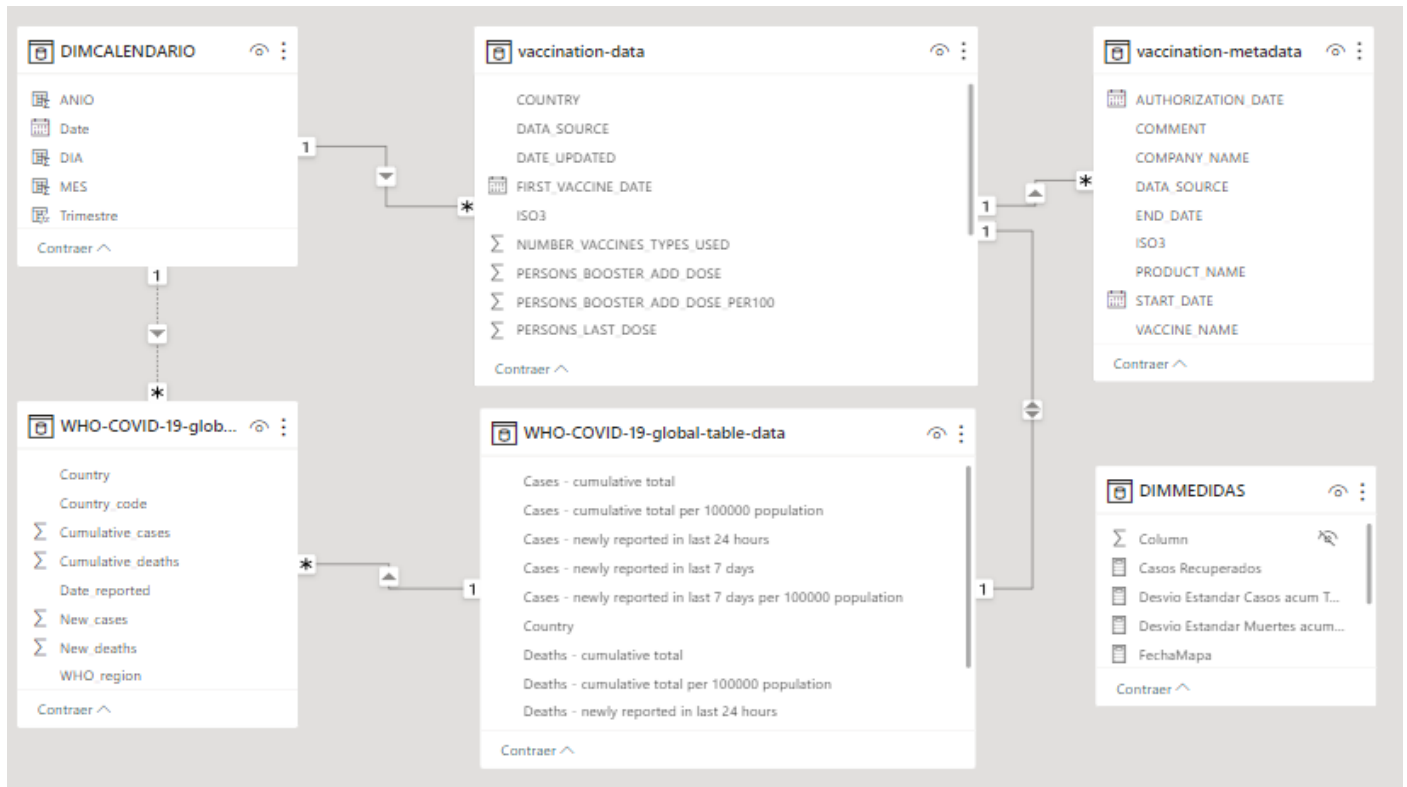 DIMCALENDARIO
ANIO
Date
DIA
MES
Trimestre
Contraer
1
*
1
*
vaccination-data
COUNTRY
DATA_SOURCE
DATE_UPDATED
FIRST_VACCINE_DATE
ISO3
NUMBER_VACCINES_TYPES_USED
PERSONS_BOOSTER_ADD_DOSE
PERSONS_BOOSTER_ADD_DOSE_PER100
PERSONS_LAST_DOSE
Contraer
1
1
*
vaccination-metadata
AUTHORIZATION_DATE
COMMENT
COMPANY_NAME
DATA_SOURCE
END_DATE
ISO3
PRODUCT_NAME
START_DATE
VACCINE_NAME
Contraer
WHO-COVID-19-glob...
Country
Country_code
Cumulative_cases
Cumulative_deaths
Date_reported
New_cases
New_deaths
WHO_region
Contraer
*
1
WHO-COVID-19-global-table-data
Cases - cumulative total
Cases - cumulative total per 100000 population
Cases - newly reported in last 24 hours
Cases - newly reported in last 7 days
Cases - newly reported in last 7 days per 100000 population
Country
Deaths - cumulative total
Deaths - cumulative total per 100000 population
Deaths - newly reported in last 24 hours
Contraer
1
DIMMEDIDAS
Column
Casos Recuperados
Desvio Estandar Casos acum T...
Desvio Estandar Muertes acum...
FechaMapa
Contraer